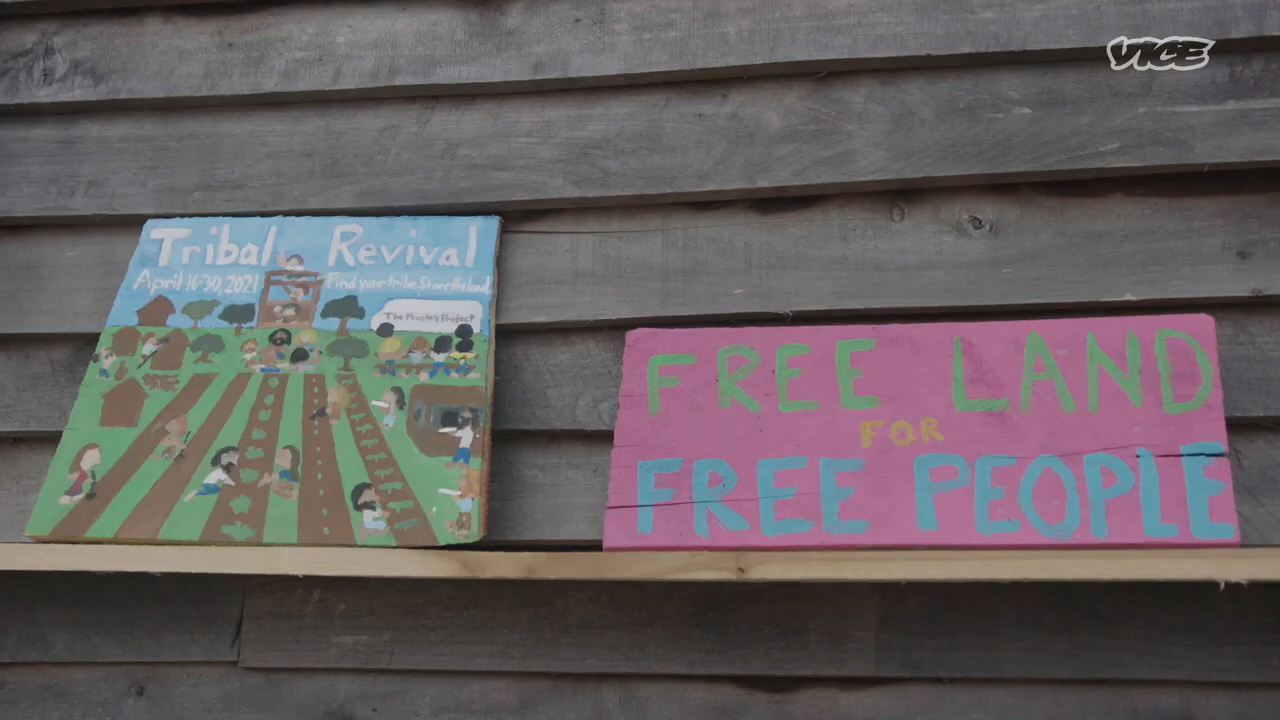 VICE
Tribal Revival
April 16-30, 2021 Find your tribe. Share the land.
The People's Project
FREE LAND
FOR
FREE PEOPLE